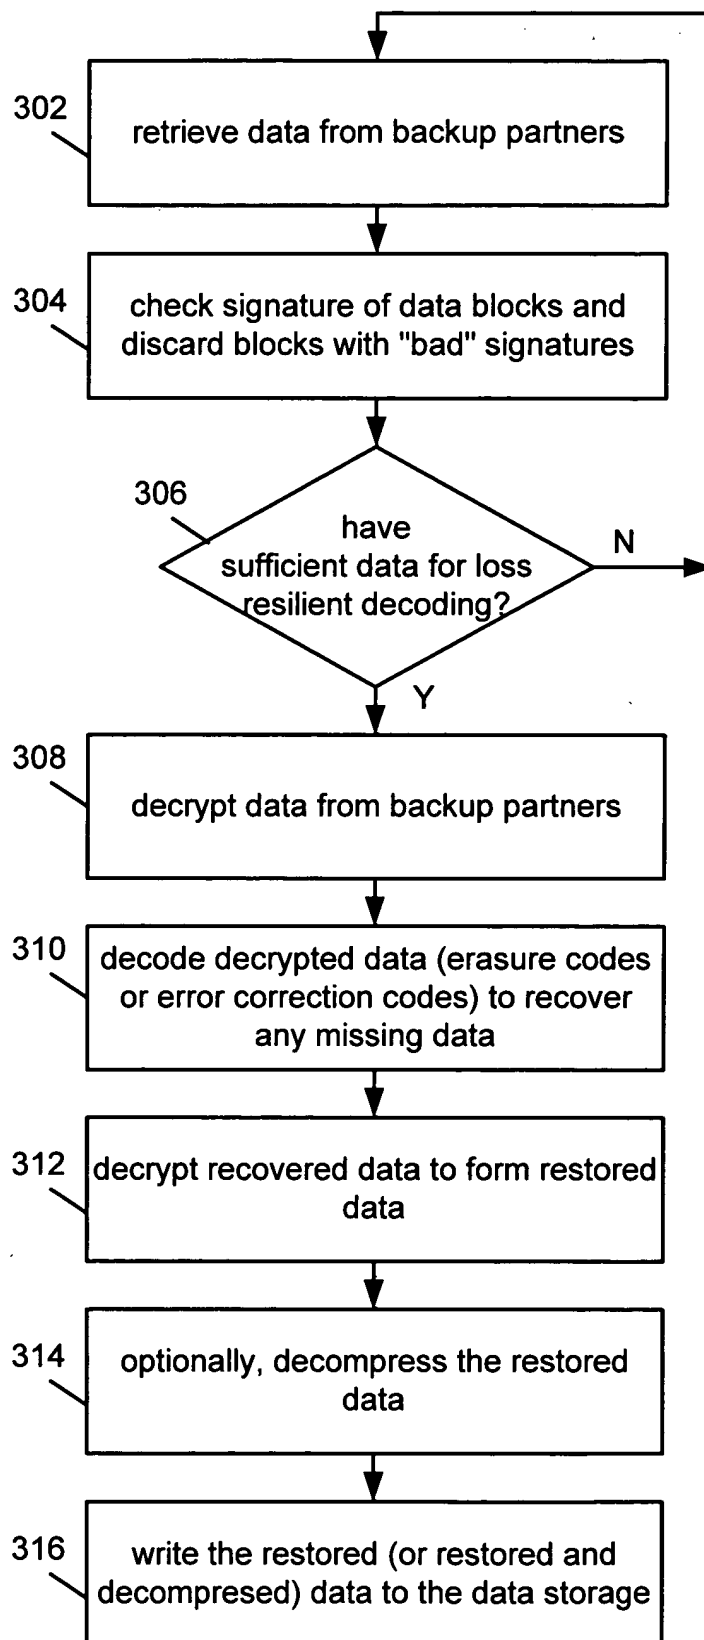 302
retrieve data from backup partners
304
check signature of data blocks and
discard blocks with "bad" signatures
306
have
sufficient data for loss
resilient decoding?
N
Y
308
decrypt data from backup partners
310
decode decrypted data (erasure codes
or error correction codes) to recover
any missing data
312
decrypt recovered data to form restored
data
314
optionally, decompress the restored
data
316
write the restored (or restored and
decompresed) data to the data storage